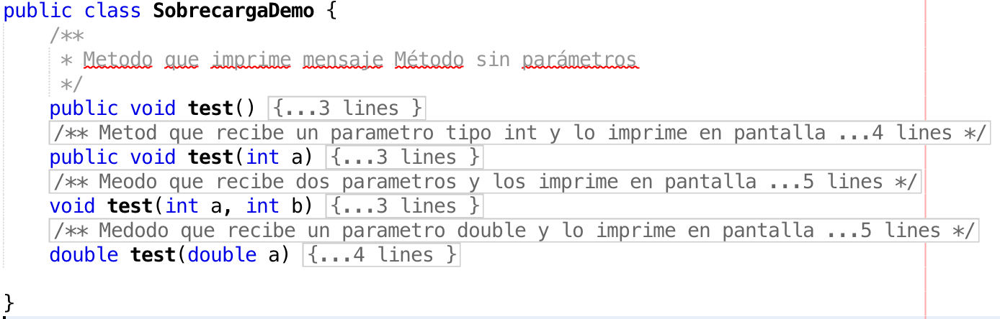 public class SobrecargaDemo {
/**
* Metodo que imprime mensaje Método sin parámetros
*/
public void test() {...3 lines }
/** Metod que recibe un parametro tipo int y lo imprime en pantalla ...4 lines */
public void test(int a) {...3 lines }
/** Meodo que recibe dos parametros y los imprime en pantalla ...5 lines */
void test(int a, int b) {...3 lines }
/** Medodo que recibe un parametro double y lo imprime en pantalla ...5 lines */
double test(double a) {...4 lines }
}